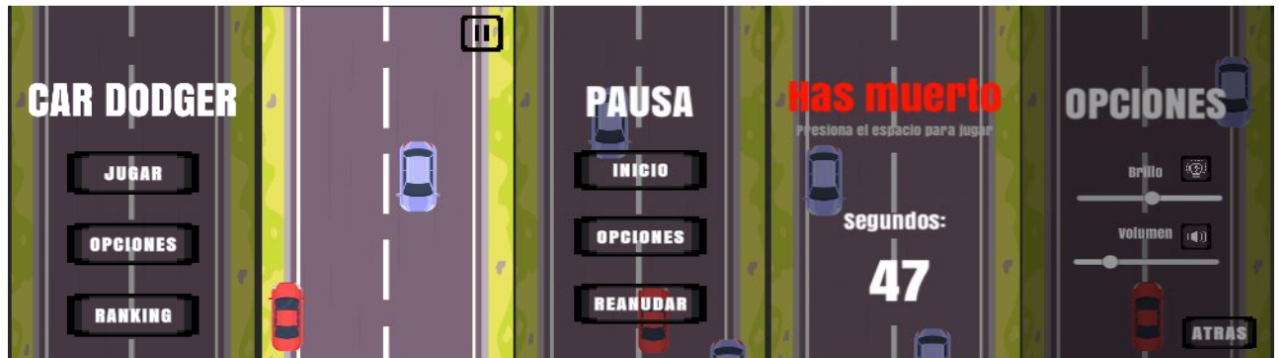 CAR DODGER
JUGAR
OPCIONES
RANKING
PAUSA
INICIO
OPCIONES
REANUDAR
Has muerto
Presiona el espacio para jugar
Segundos:
47
OPCIONES
Brillo
Volumen
ATRAS